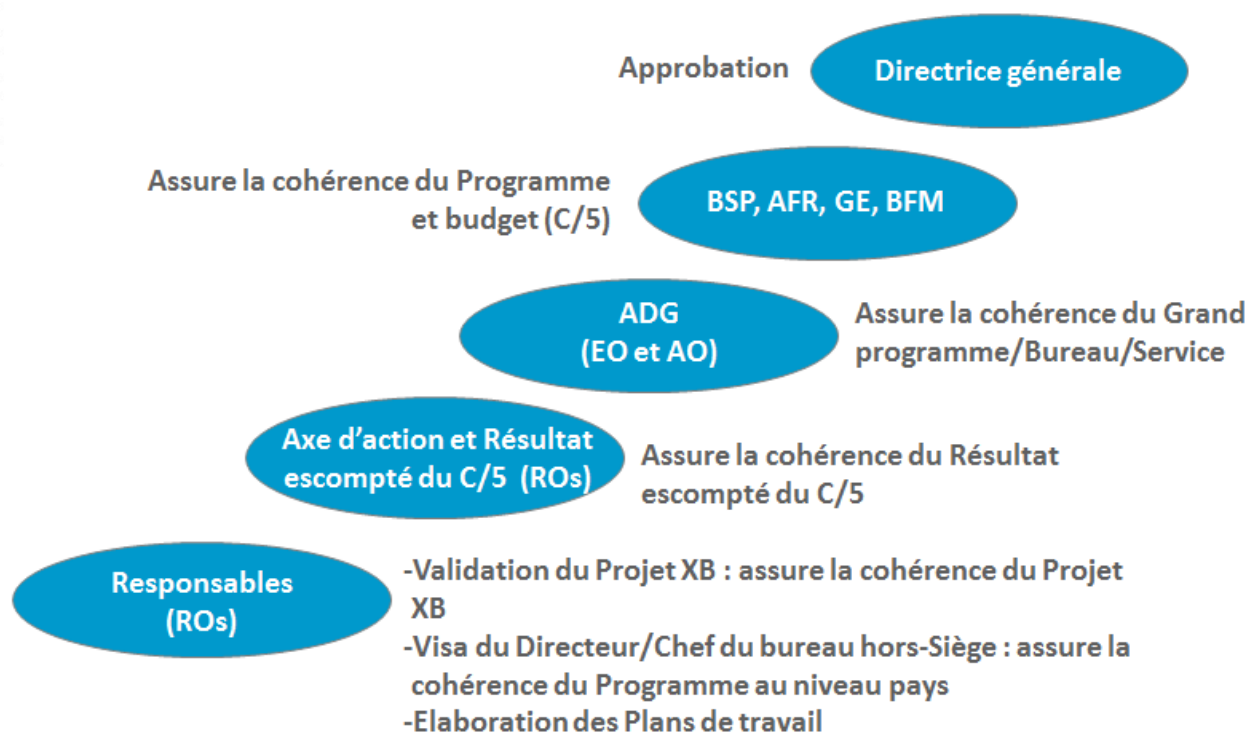 Approbation
Directrice générale
Assure la cohérence du Programme
et budget (C/5)
BSP, AFR, GE, BFM
ADG
(EO et AO)
Assure la cohérence du Grand
programme/Bureau/Service
Axe d'action et Résultat
escompté du C/5 (ROs)
Assure la cohérence du Résultat
escompté du C/5
Responsables
(ROs)
-Validation du Projet XB : assure la cohérence du Projet
XB
-Visa du Directeur/Chef du bureau hors-Siège : assure la
cohérence du Programme au niveau pays
-Elaboration des Plans de travail